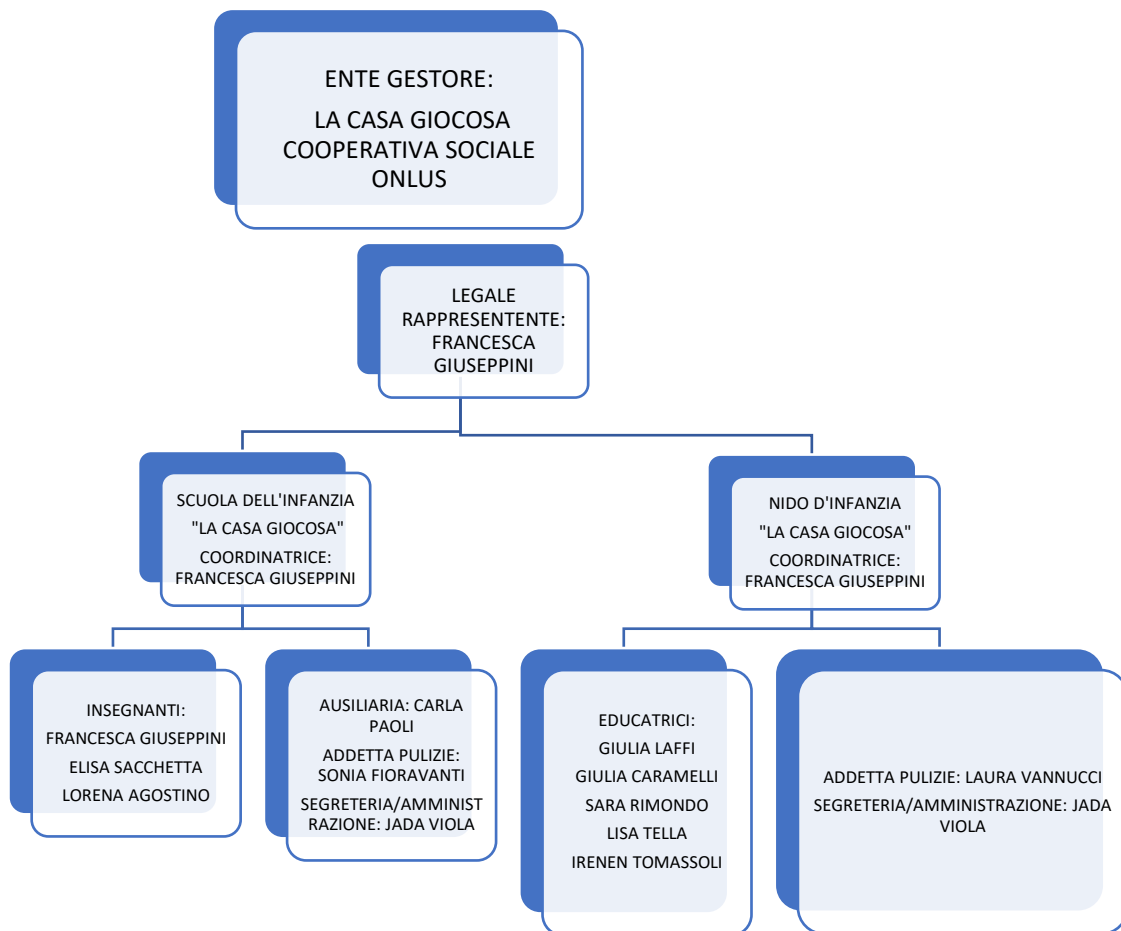 ENTE GESTORE:
LA CASA GIOCOSA
COOPERATIVA SOCIALE
ONLUS
LEGALE
RAPPRESENTENTE:
FRANCESCA
GIUSEPPINI
SCUOLA DELL'INFANZIA
"LA CASA GIOCOSA"
COORDINATRICE:
FRANCESCA GIUSEPPINI
NIDO D'INFANZIA
"LA CASA GIOCOSA"
COORDINATRICE:
FRANCESCA GIUSEPPINI
INSEGNANTI:
FRANCESCA GIUSEPPINI
ELISA SACCHETTA
LORENA AGOSTINO
AUSILIARIA: CARLA
PAOLI
ADDETTA PULIZIE:
SONIA FIORAVANTI
SEGRETERIA/AMMINIST
RAZIONE: JADA VIOLA
EDUCATRICI:
GIULIA LAFFI
GIULIA CARAMELLI
SARA RIMONDO
LISA TELLA
IRENEN TOMASSOLI
ADDETTA PULIZIE: LAURA VANNUCCI
SEGRETERIA/AMMINISTRAZIONE: JADA
VIOLA